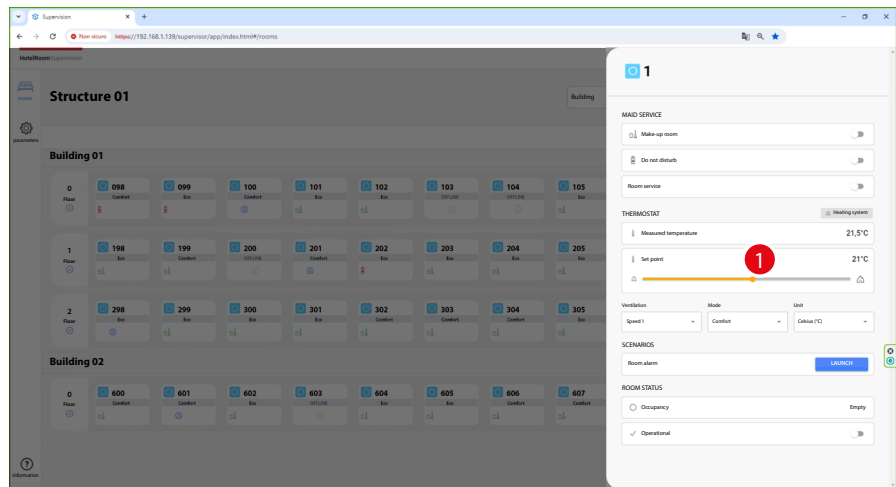 Supervision
Non sicure https://192.168.1.139/supervisor/app/index.html#/rooms
HotelRoom Supervision
rooms
Structure 01
Building
parameters
Building 01
0 098 099 100 101 102 103 104 105
Floor Comfort Eco Comfort Eco Eco OFFLINE OFFLINE Eco
1 198 199 200 201 202 203 204 205
Floor Eco Comfort OFFLINE Comfort Eco Eco Eco Eco
2 298 299 300 301 302 303 304 305
Floor Eco Eco Eco Eco Comfort Comfort Comfort Eco
Building 02
0 600 601 602 603 604 605 606 607
Floor Comfort Comfort Eco OFFLINE Eco Eco Comfort Comfort
information
1
MAID SERVICE
Make-up room
Do not disturb
Room service
THERMOSTAT Heating system
Measured temperature 21,5°C
Set point 21°C
1
Ventilation Mode Unit
Speed 1 Comfort Celsius (°C)
SCENARIOS
Room alarm LAUNCH
ROOM STATUS
Occupancy Empty
Operational